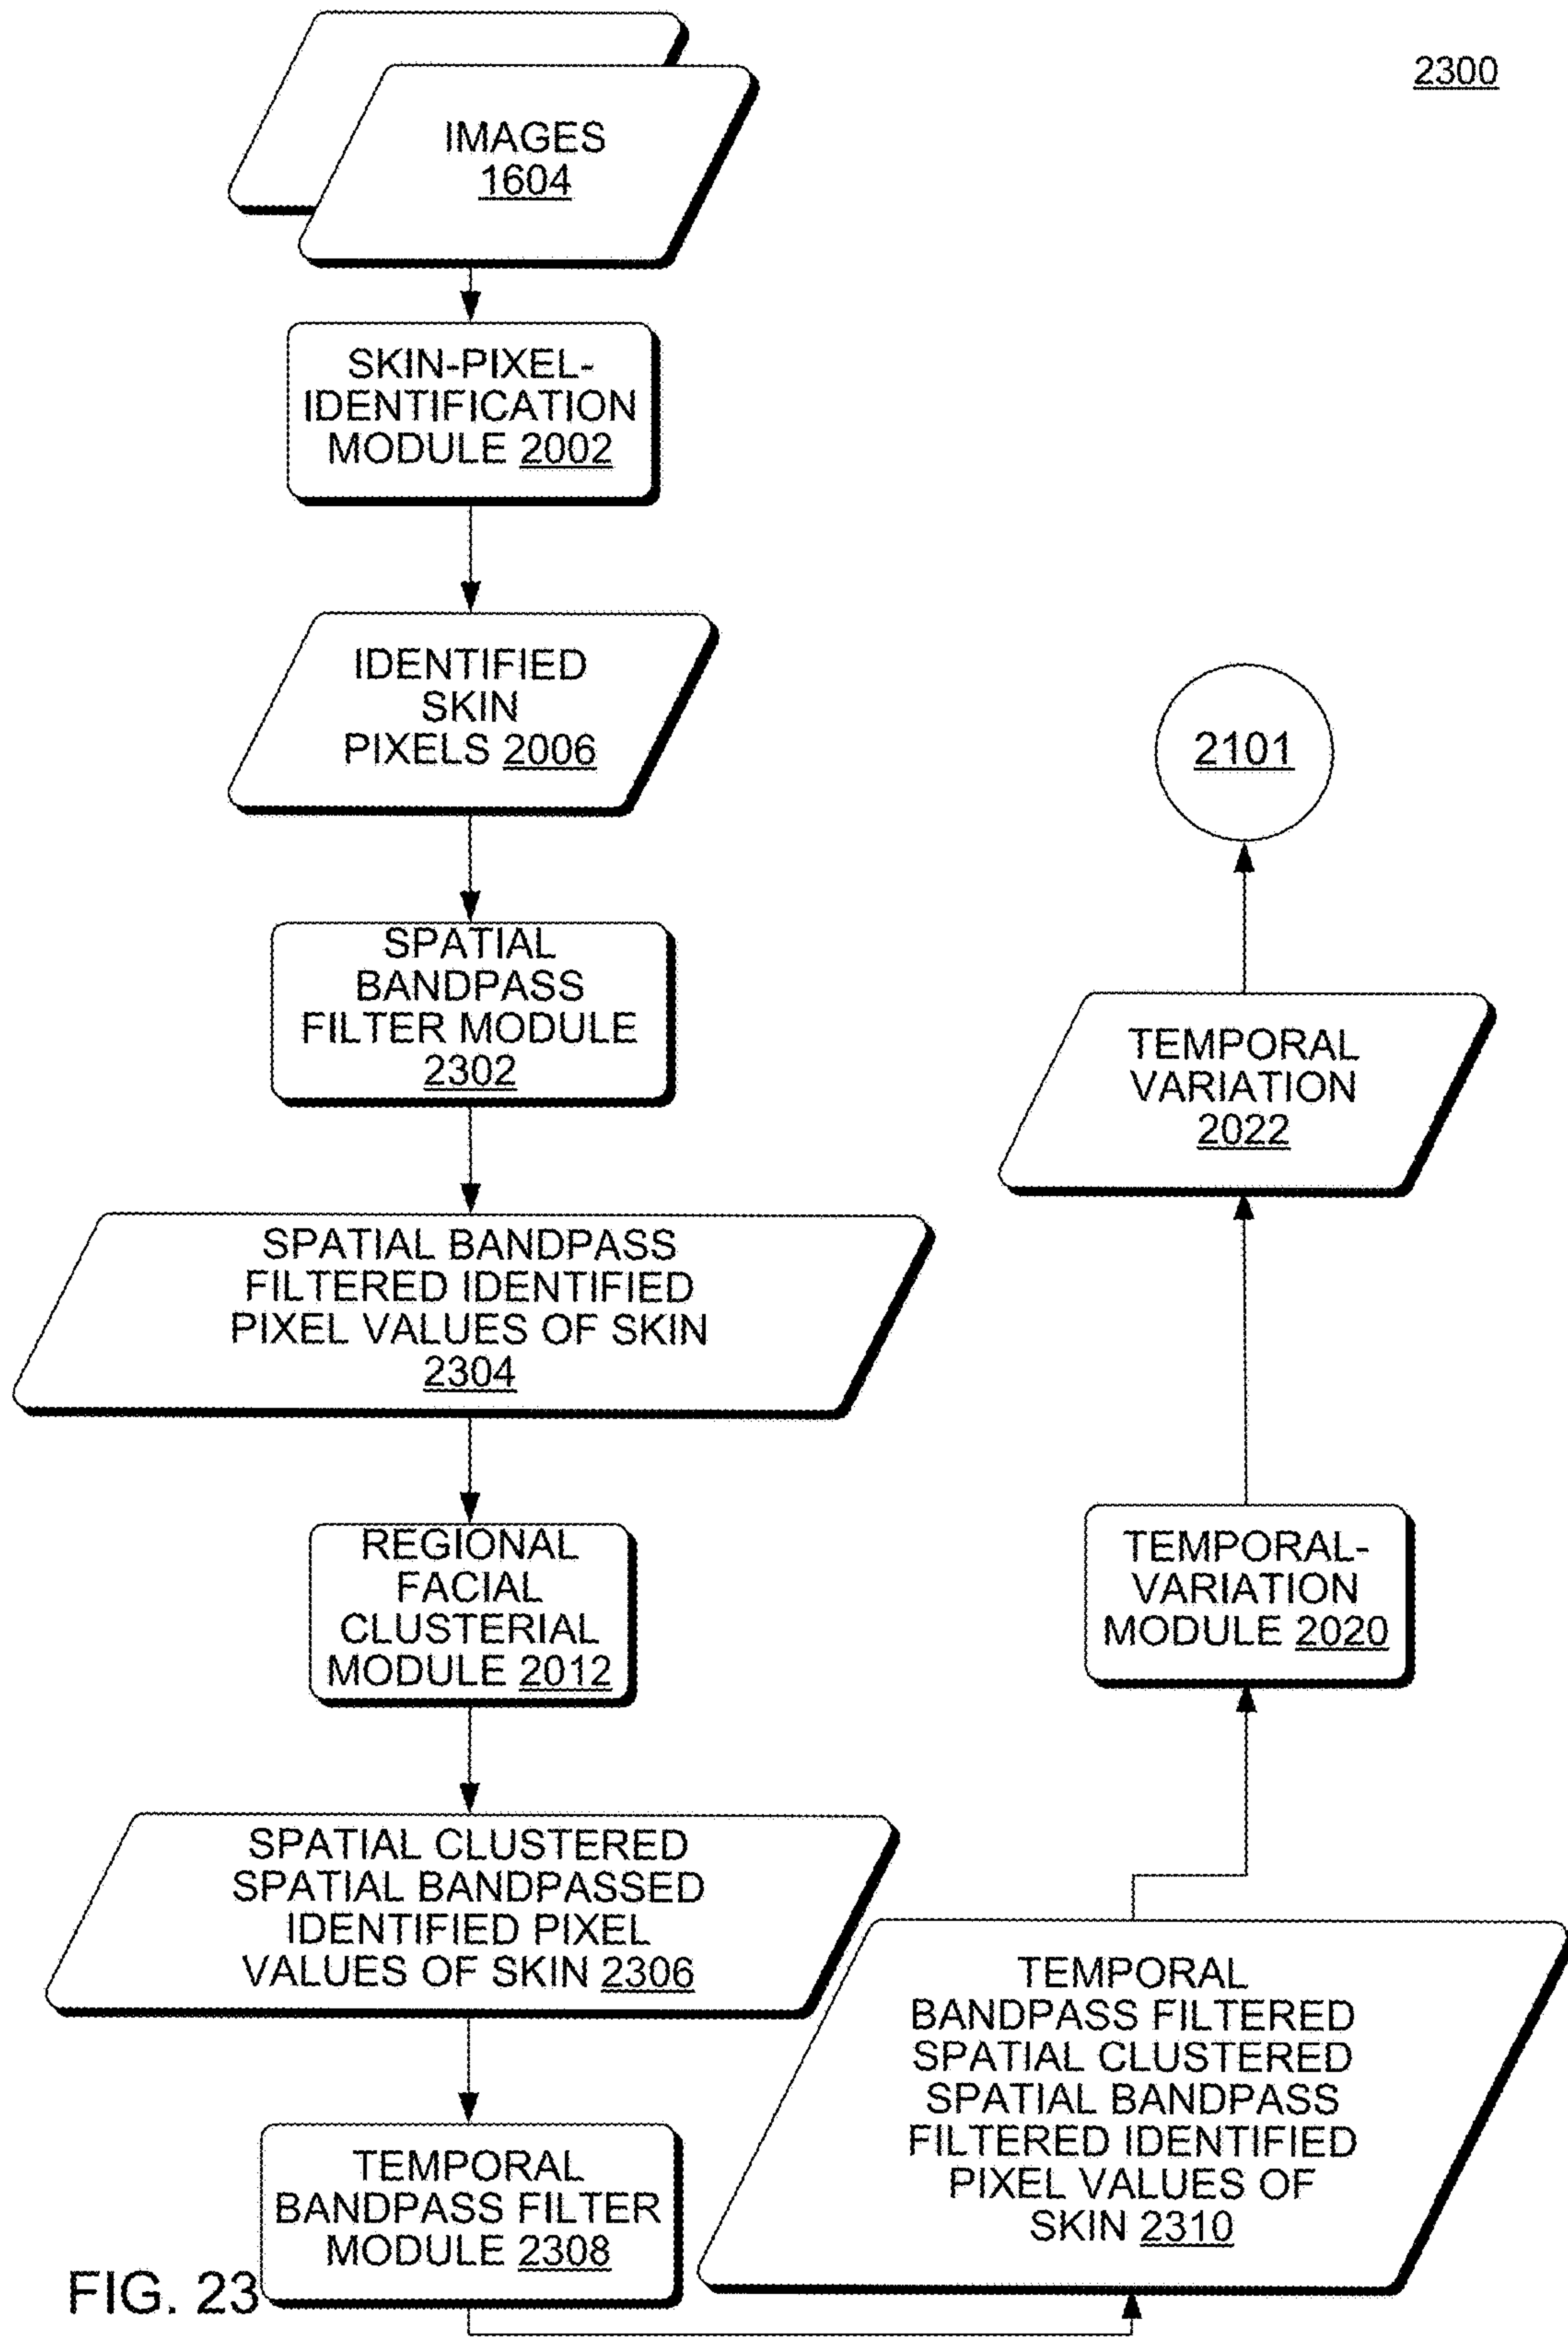 2300
IMAGES
1604
SKIN-PIXEL-
IDENTIFICATION
MODULE 2002
IDENTIFIED
SKIN
PIXELS 2006
SPATIAL
BANDPASS
FILTER MODULE
2302
SPATIAL BANDPASS
FILTERED IDENTIFIED
PIXEL VALUES OF SKIN
2304
REGIONAL
FACIAL
CLUSTERIAL
MODULE 2012
SPATIAL CLUSTERED
SPATIAL BANDPASSED
IDENTIFIED PIXEL
VALUES OF SKIN 2306
TEMPORAL
BANDPASS FILTER
MODULE 2308
TEMPORAL
BANDPASS FILTERED
SPATIAL CLUSTERED
SPATIAL BANDPASS
FILTERED IDENTIFIED
PIXEL VALUES OF
SKIN 2310
TEMPORAL-
VARIATION
MODULE 2020
TEMPORAL
VARIATION
2022
2101
FIG. 23